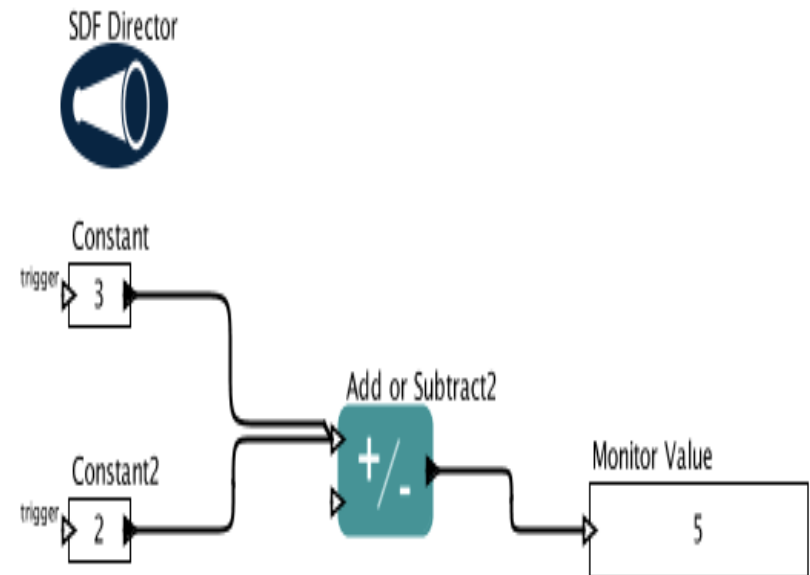 SDF Director
Constant
trigger
3
Add or Subtract2
+/-
Constant2
trigger
2
Monitor Value
5